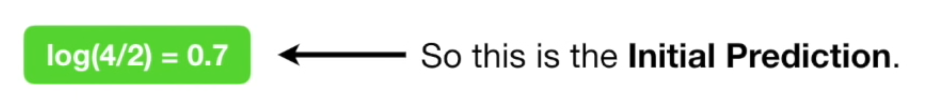 log(4/2) = 0.7 So this is the Initial Prediction.